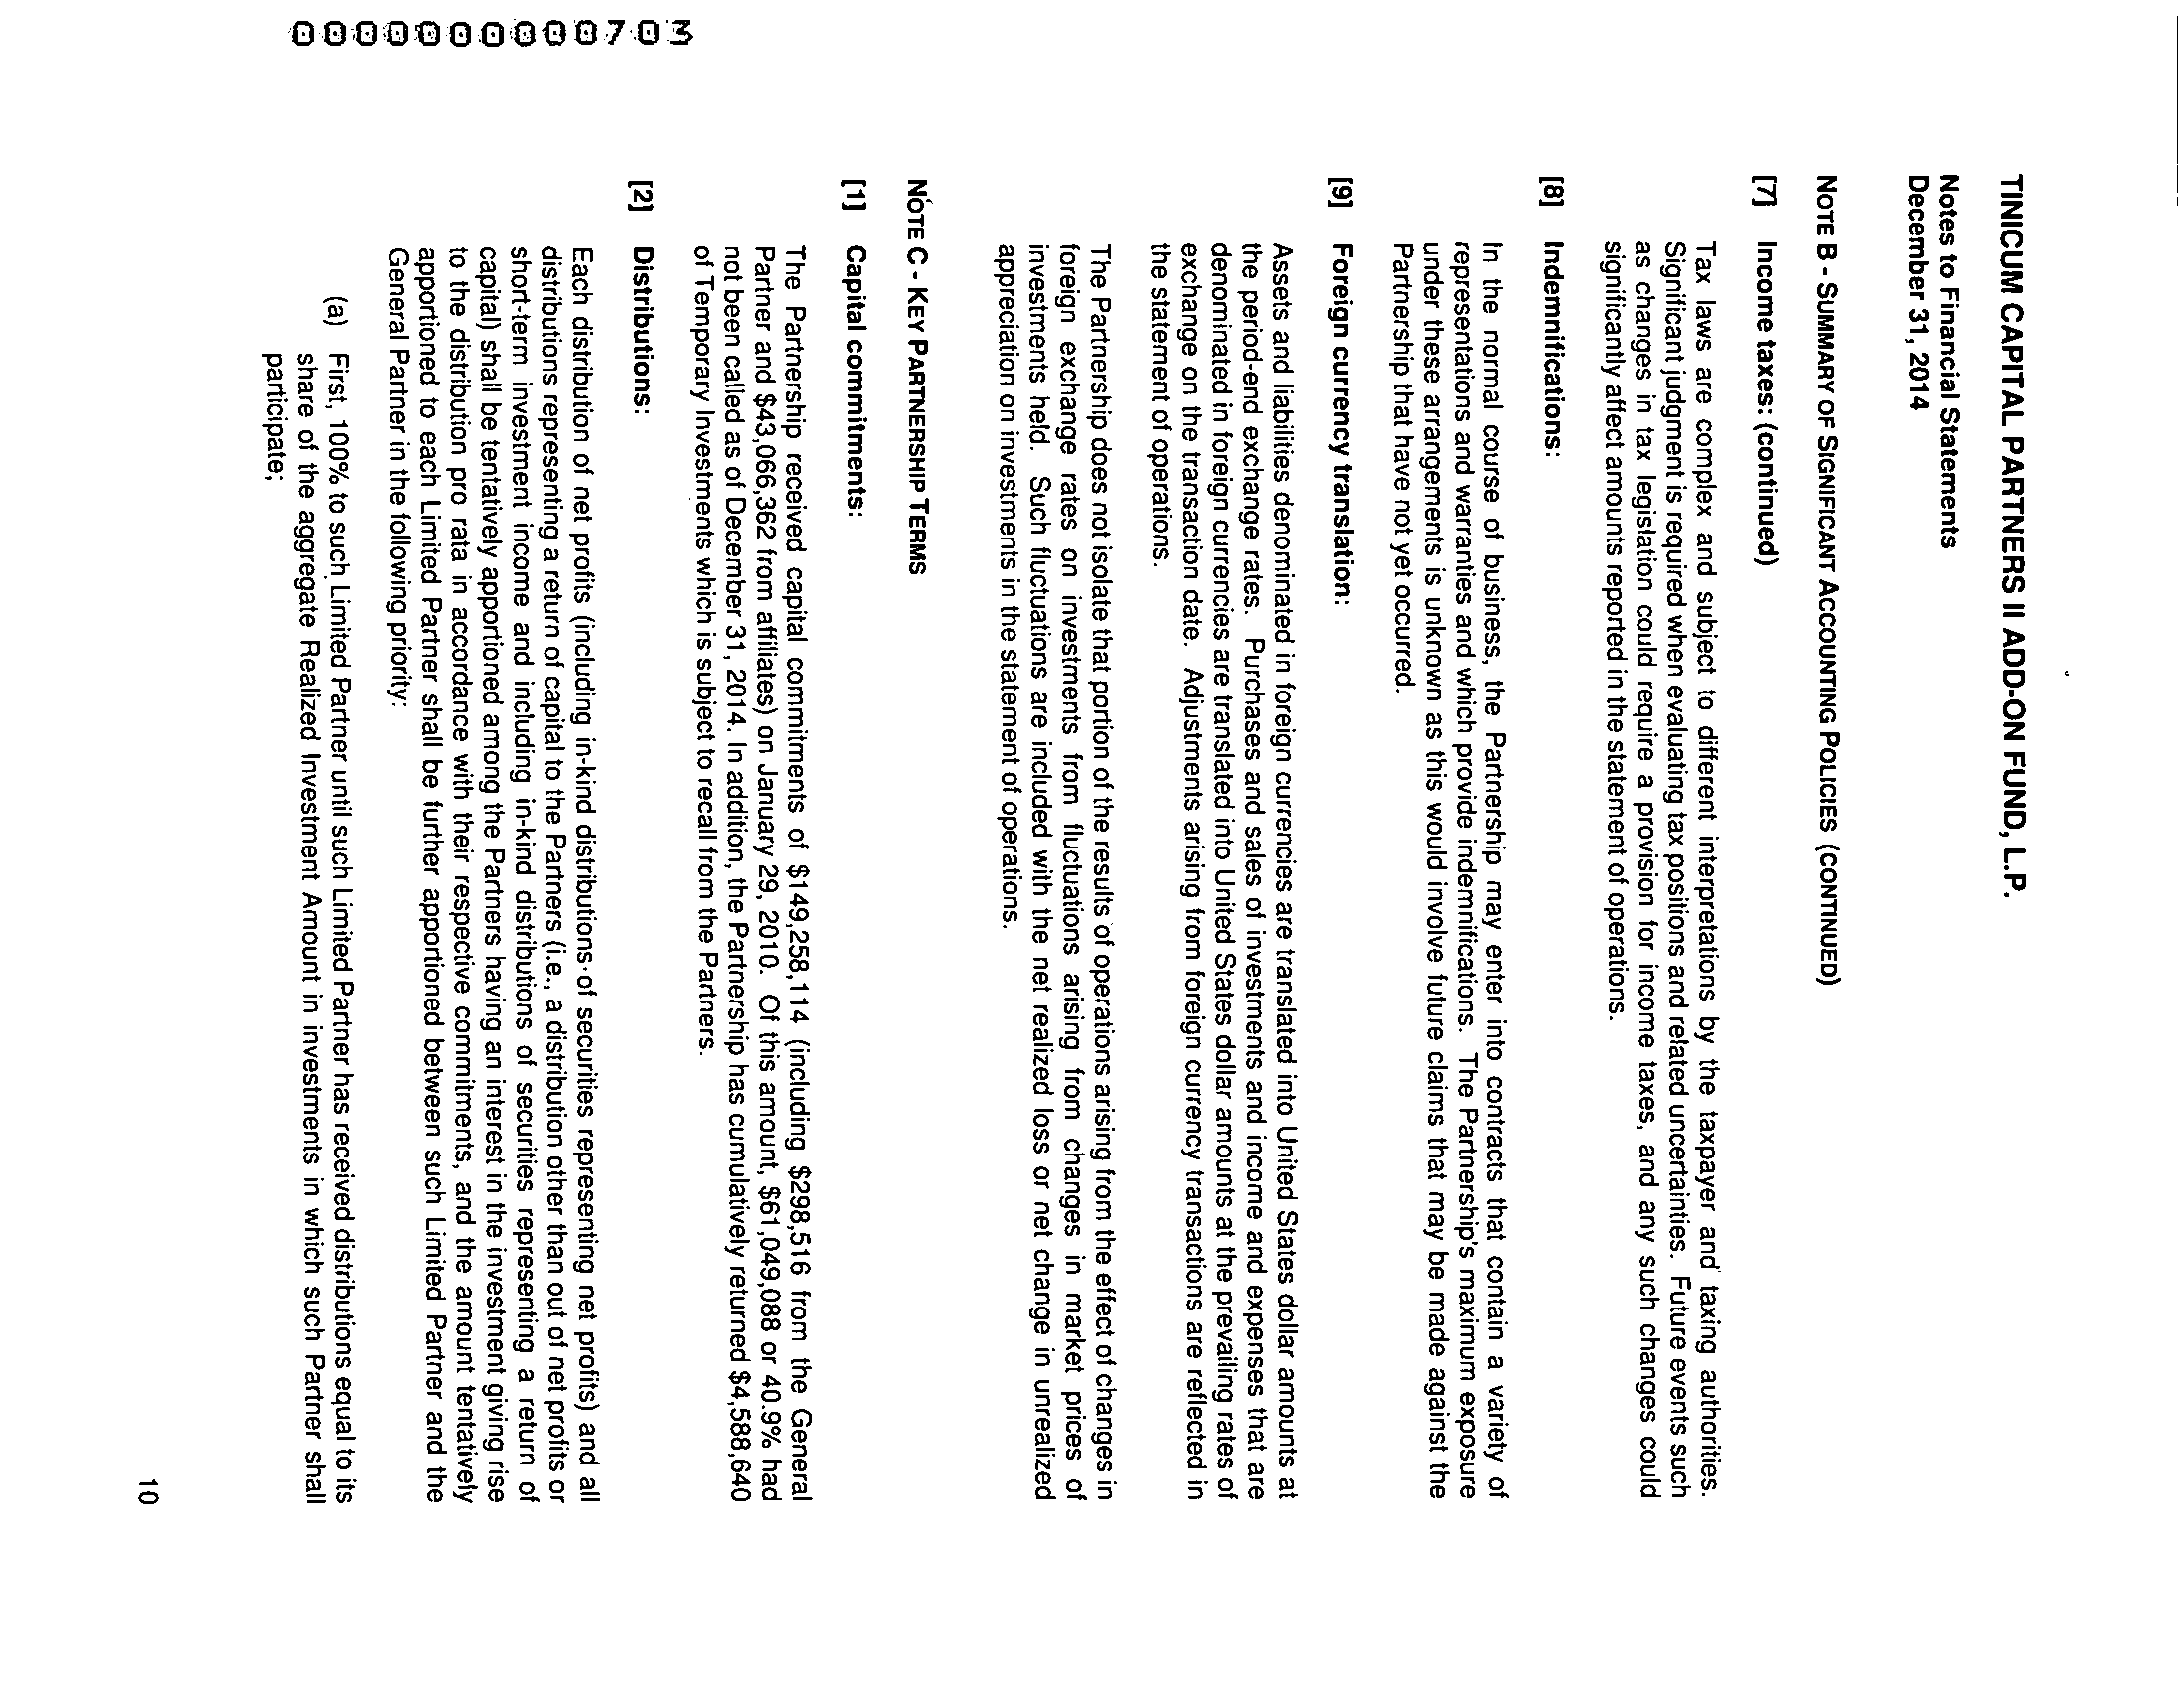 TINICUM CAPITAL PARTNERS II ADD-ON FUND, L.P.
Notes to Financial Statements
December 31, 2014
NOTE B - SUMMARY OF SIGNIFICANT ACCOUNTING POLICIES (CONTINUED)
[7] Income taxes: (continued)
Tax laws are complex and subject to different interpretations by the taxpayer and taxing authorities.
Significant judgment is required when evaluating tax positions and related uncertainties. Future events such
as changes in tax legislation could require a provision for income taxes, and any such changes could
significantly affect amounts reported in the statement of operations.
[8] Indemnifications:
In the normal course of business, the Partnership may enter into contracts that contain a variety of
representations and warranties and which provide indemnifications. The Partnership's maximum exposure
under these arrangements is unknown as this would involve future claims that may be made against the
Partnership that have not yet occurred.
[9] Foreign currency translation:
Assets and liabilities denominated in foreign currencies are translated into United States dollar amounts at
the period-end exchange rates. Purchases and sales of investments and income and expenses that are
denominated in foreign currencies are translated into United States dollar amounts at the prevailing rates of
exchange on the transaction date. Adjustments arising from foreign currency transactions are reflected in
the statement of operations.
The Partnership does not isolate that portion of the results of operations arising from the effect of changes in
foreign exchange rates on investments from fluctuations arising from changes in market prices of
investments held. Such fluctuations are included with the net realized loss or net change in unrealized
appreciation on investments in the statement of operations.
NOTE C - KEY PARTNERSHIP TERMS
[1] Capital commitments:
The Partnership received capital commitments of $149,258,114 (including $298,516 from the General
Partner and $43,066,362 from affiliates) on January 29, 2010. Of this amount, $61,049,088 or 40.9% had
not been called as of December 31, 2014. In addition, the Partnership has cumulatively returned $4,588,640
of Temporary Investments which is subject to recall from the Partners.
[2] Distributions:
Each distribution of net profits (including in-kind distributions of securities representing net profits) and all
distributions representing a return of capital to the Partners (i.e., a distribution other than out of net profits or
short-term investment income and including in-kind distributions of securities representing a return of
capital) shall be tentatively apportioned among the Partners having an interest in the investment giving rise
to the distribution pro rata in accordance with their respective commitments, and the amount tentatively
apportioned to each Limited Partner shall be further apportioned between such Limited Partner and the
General Partner in the following priority:
(a) First, 100% to such Limited Partner until such Limited Partner has received distributions equal to its
share of the aggregate Realized Investment Amount in investments in which such Partner shall
participate;
10
0000000000703